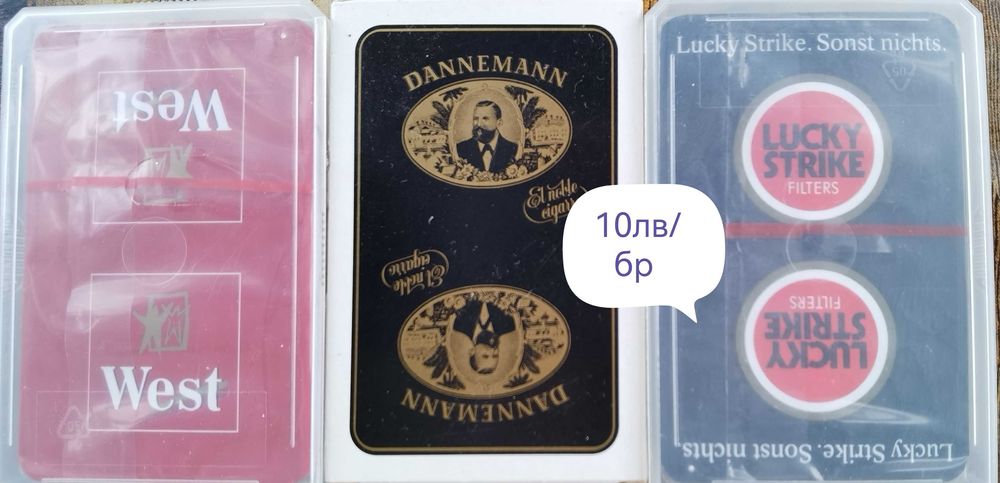 West
West
DANNEMANN
El noble
cigarro
El noble
cigarro
DANNEMANN
10лв/
бр
Lucky Strike. Sonst nichts.
05
LUCKY
STRIKE
FILTERS
LUCKY
STRIKE
FILTERS
Lucky Strike. Sonst nichts.